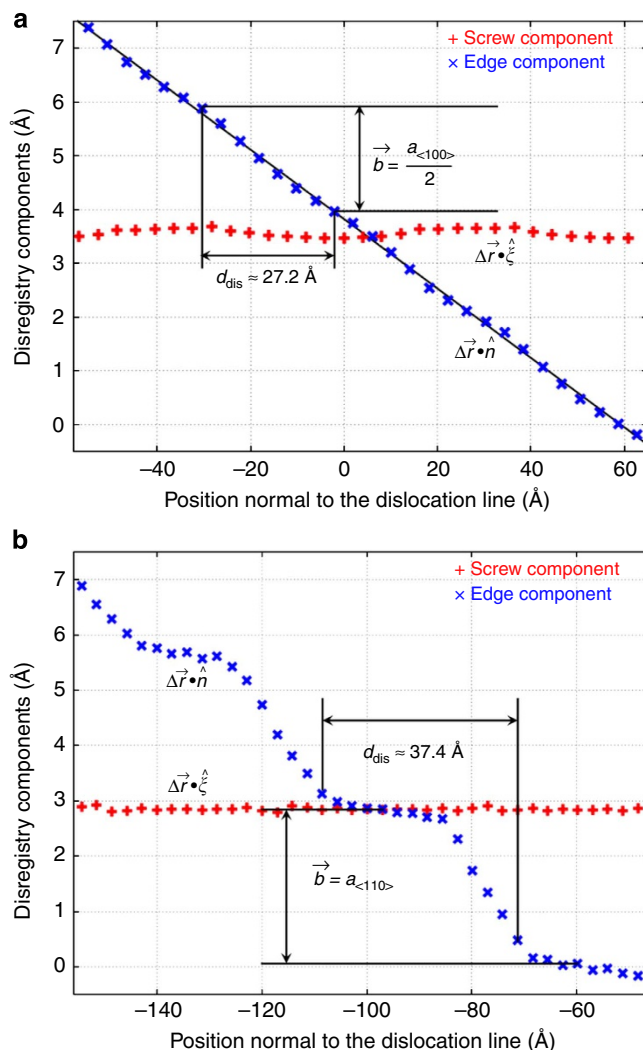 a
7
6
5
4
3
2
1
0
Disregistry components (Å)
+ Screw component
× Edge component
b⃗ = a<100>/2
d_dis ≈ 27.2 Å
Δr⃗•ξ̂
Δr⃗•n̂
−40 −20 0 20 40 60
Position normal to the dislocation line (Å)
b
7
6
5
4
3
2
1
0
Disregistry components (Å)
+ Screw component
× Edge component
Δr⃗•n̂
d_dis ≈ 37.4 Å
Δr⃗•ξ̂
b⃗ = a<110>
−140 −120 −100 −80 −60
Position normal to the dislocation line (Å)